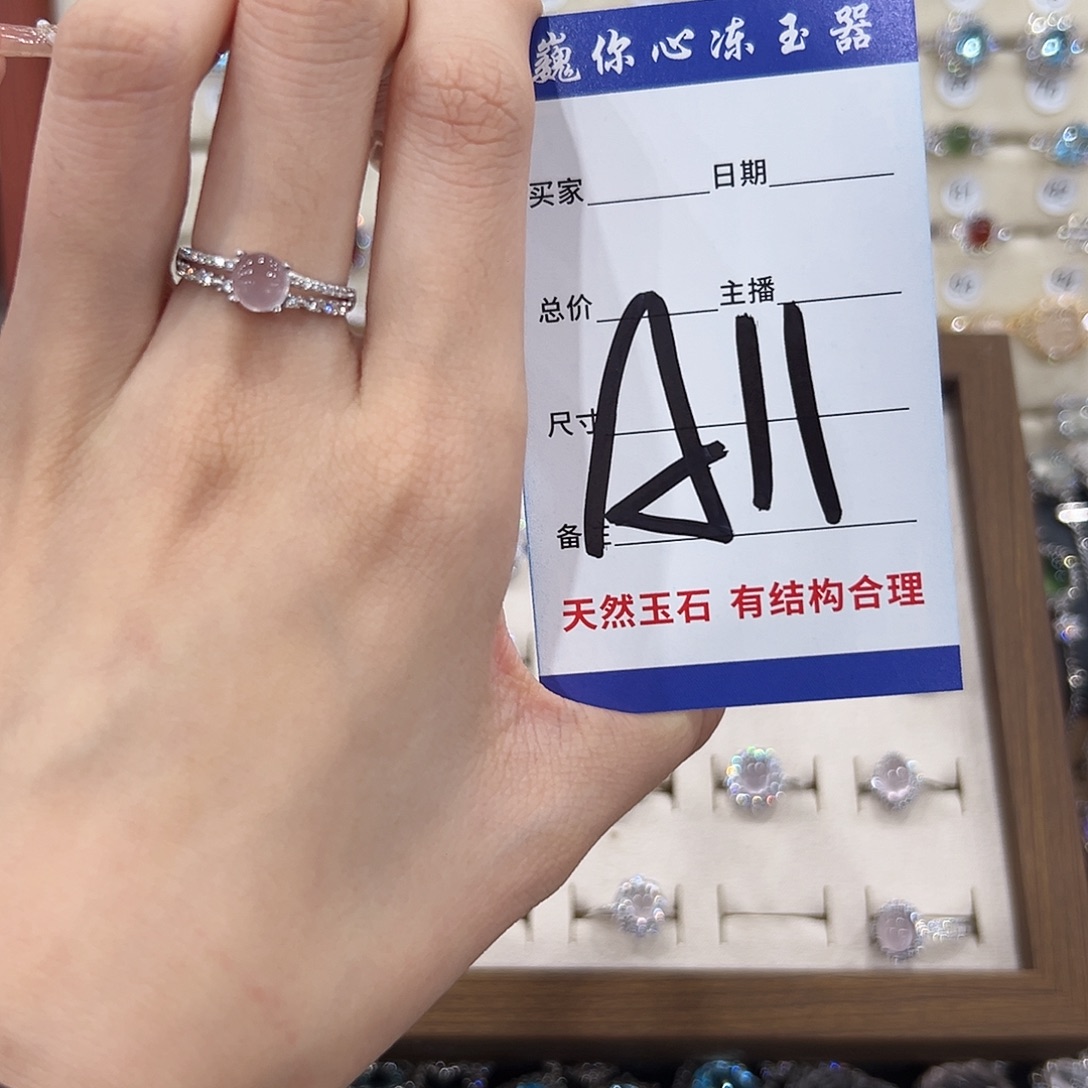 巍你心冻玉器
买家 日期
总价 主播
尺寸
备注
A11
天然玉石 有结构合理